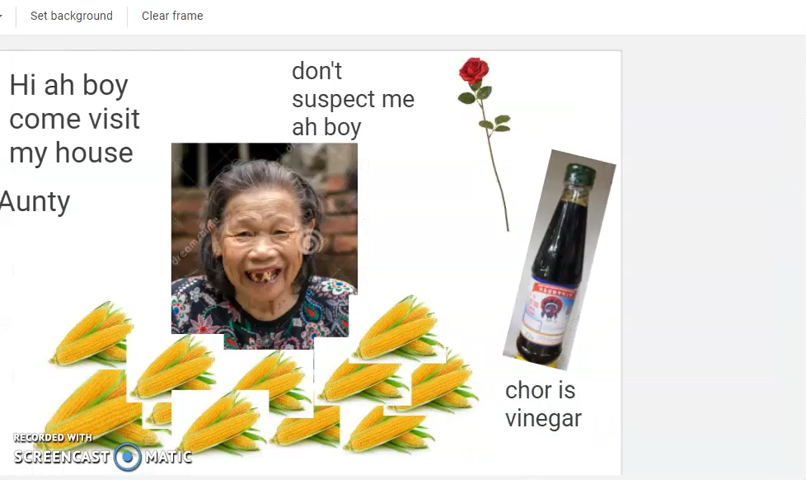 Set background
Clear frame
Hi ah boy
come visit
my house
Aunty
don't
suspect me
ah boy
chor is
vinegar
RECORDED WITH
SCREENCAST MATIC